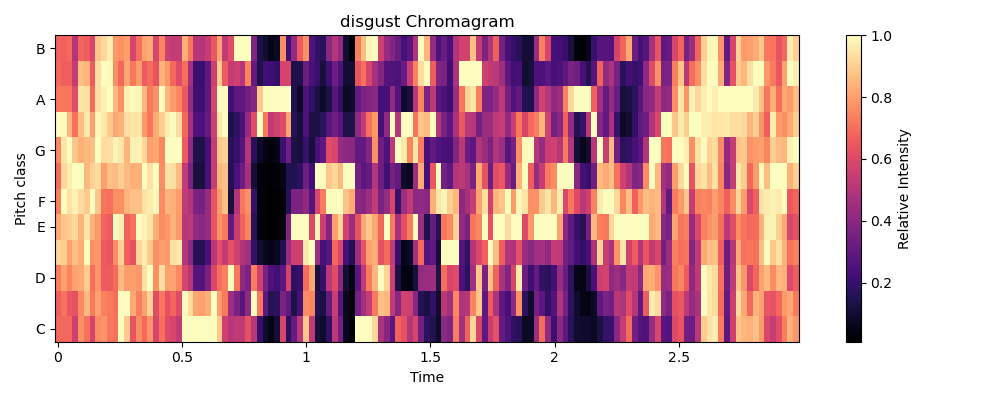 disgust Chromagram
Pitch class
B
A
G
F
E
D
C
0 0.5 1 1.5 2 2.5
Time
1.0
0.8
0.6
0.4
0.2
Relative Intensity